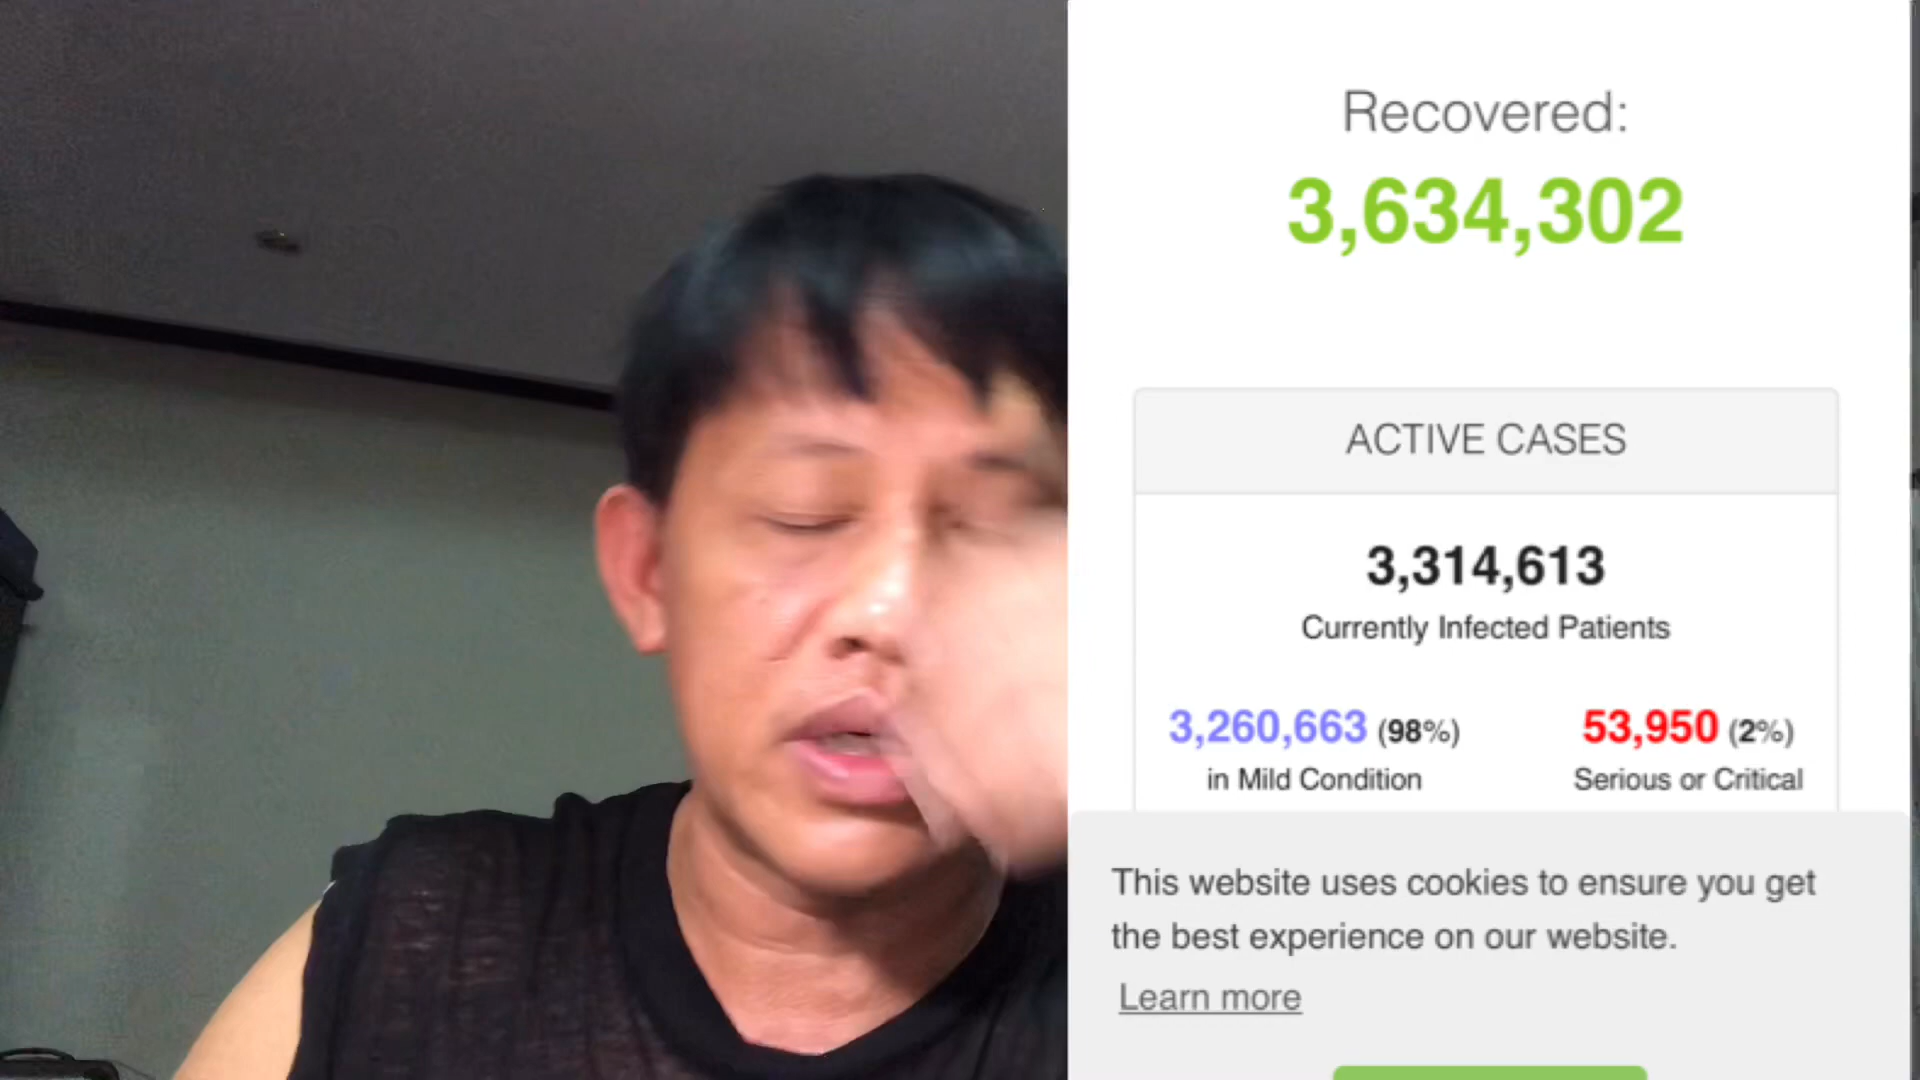 Recovered:
3,634,302
ACTIVE CASES
3,314,613
Currently Infected Patients
3,260,663 (98%)
in Mild Condition
53,950 (2%)
Serious or Critical
This website uses cookies to ensure you get
the best experience on our website.
Learn more